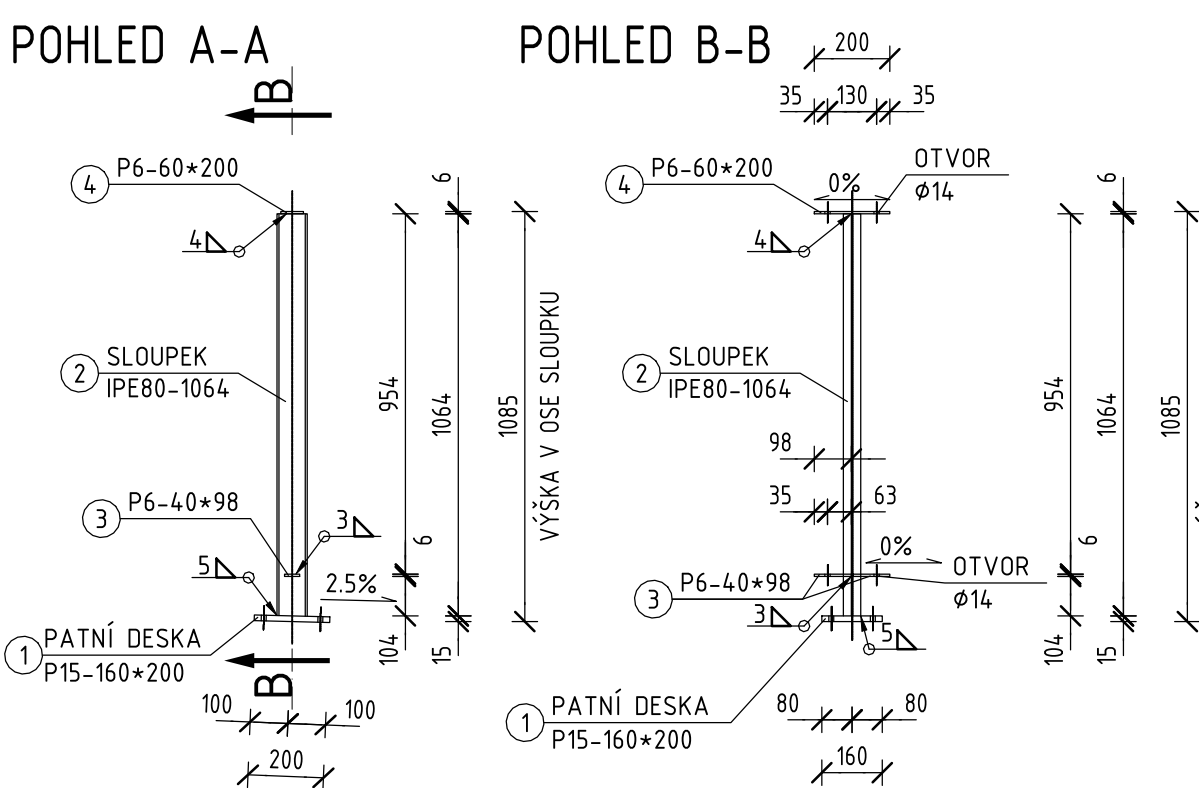 POHLED A-A
B
4
P6-60*200
4
2
SLOUPEK
IPE80-1064
3
P6-40*98
3
5
2.5%
1
PATNÍ DESKA
P15-160*200
B
100
100
200
6
954
1064
1085
VÝŠKA V OSE SLOUPKU
6
104
15
POHLED B-B
200
35
130
35
4
P6-60*200
0%
OTVOR
Ø14
4
2
SLOUPEK
IPE80-1064
98
35
63
0%
OTVOR
Ø14
3
P6-40*98
3
5
1
PATNÍ DESKA
P15-160*200
80
80
160
6
954
1064
1085
6
104
15